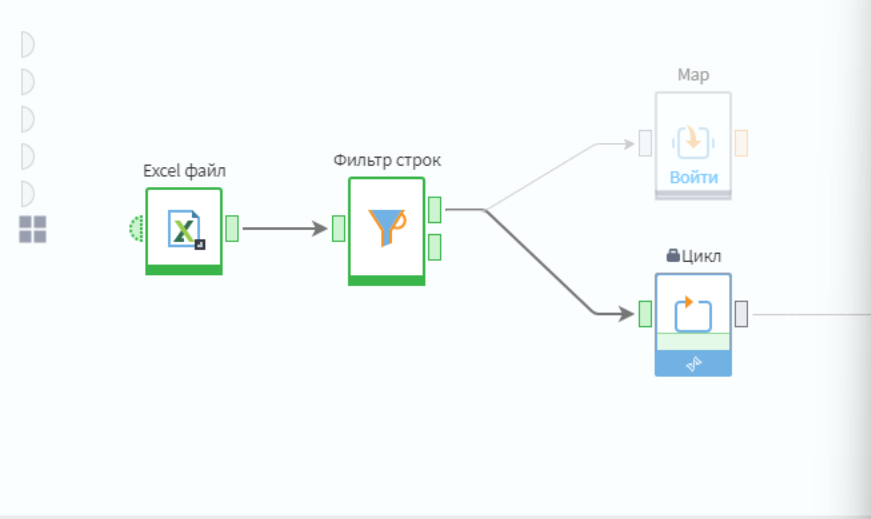 Map
Фильтр строк
Excel файл
Войти
Цикл